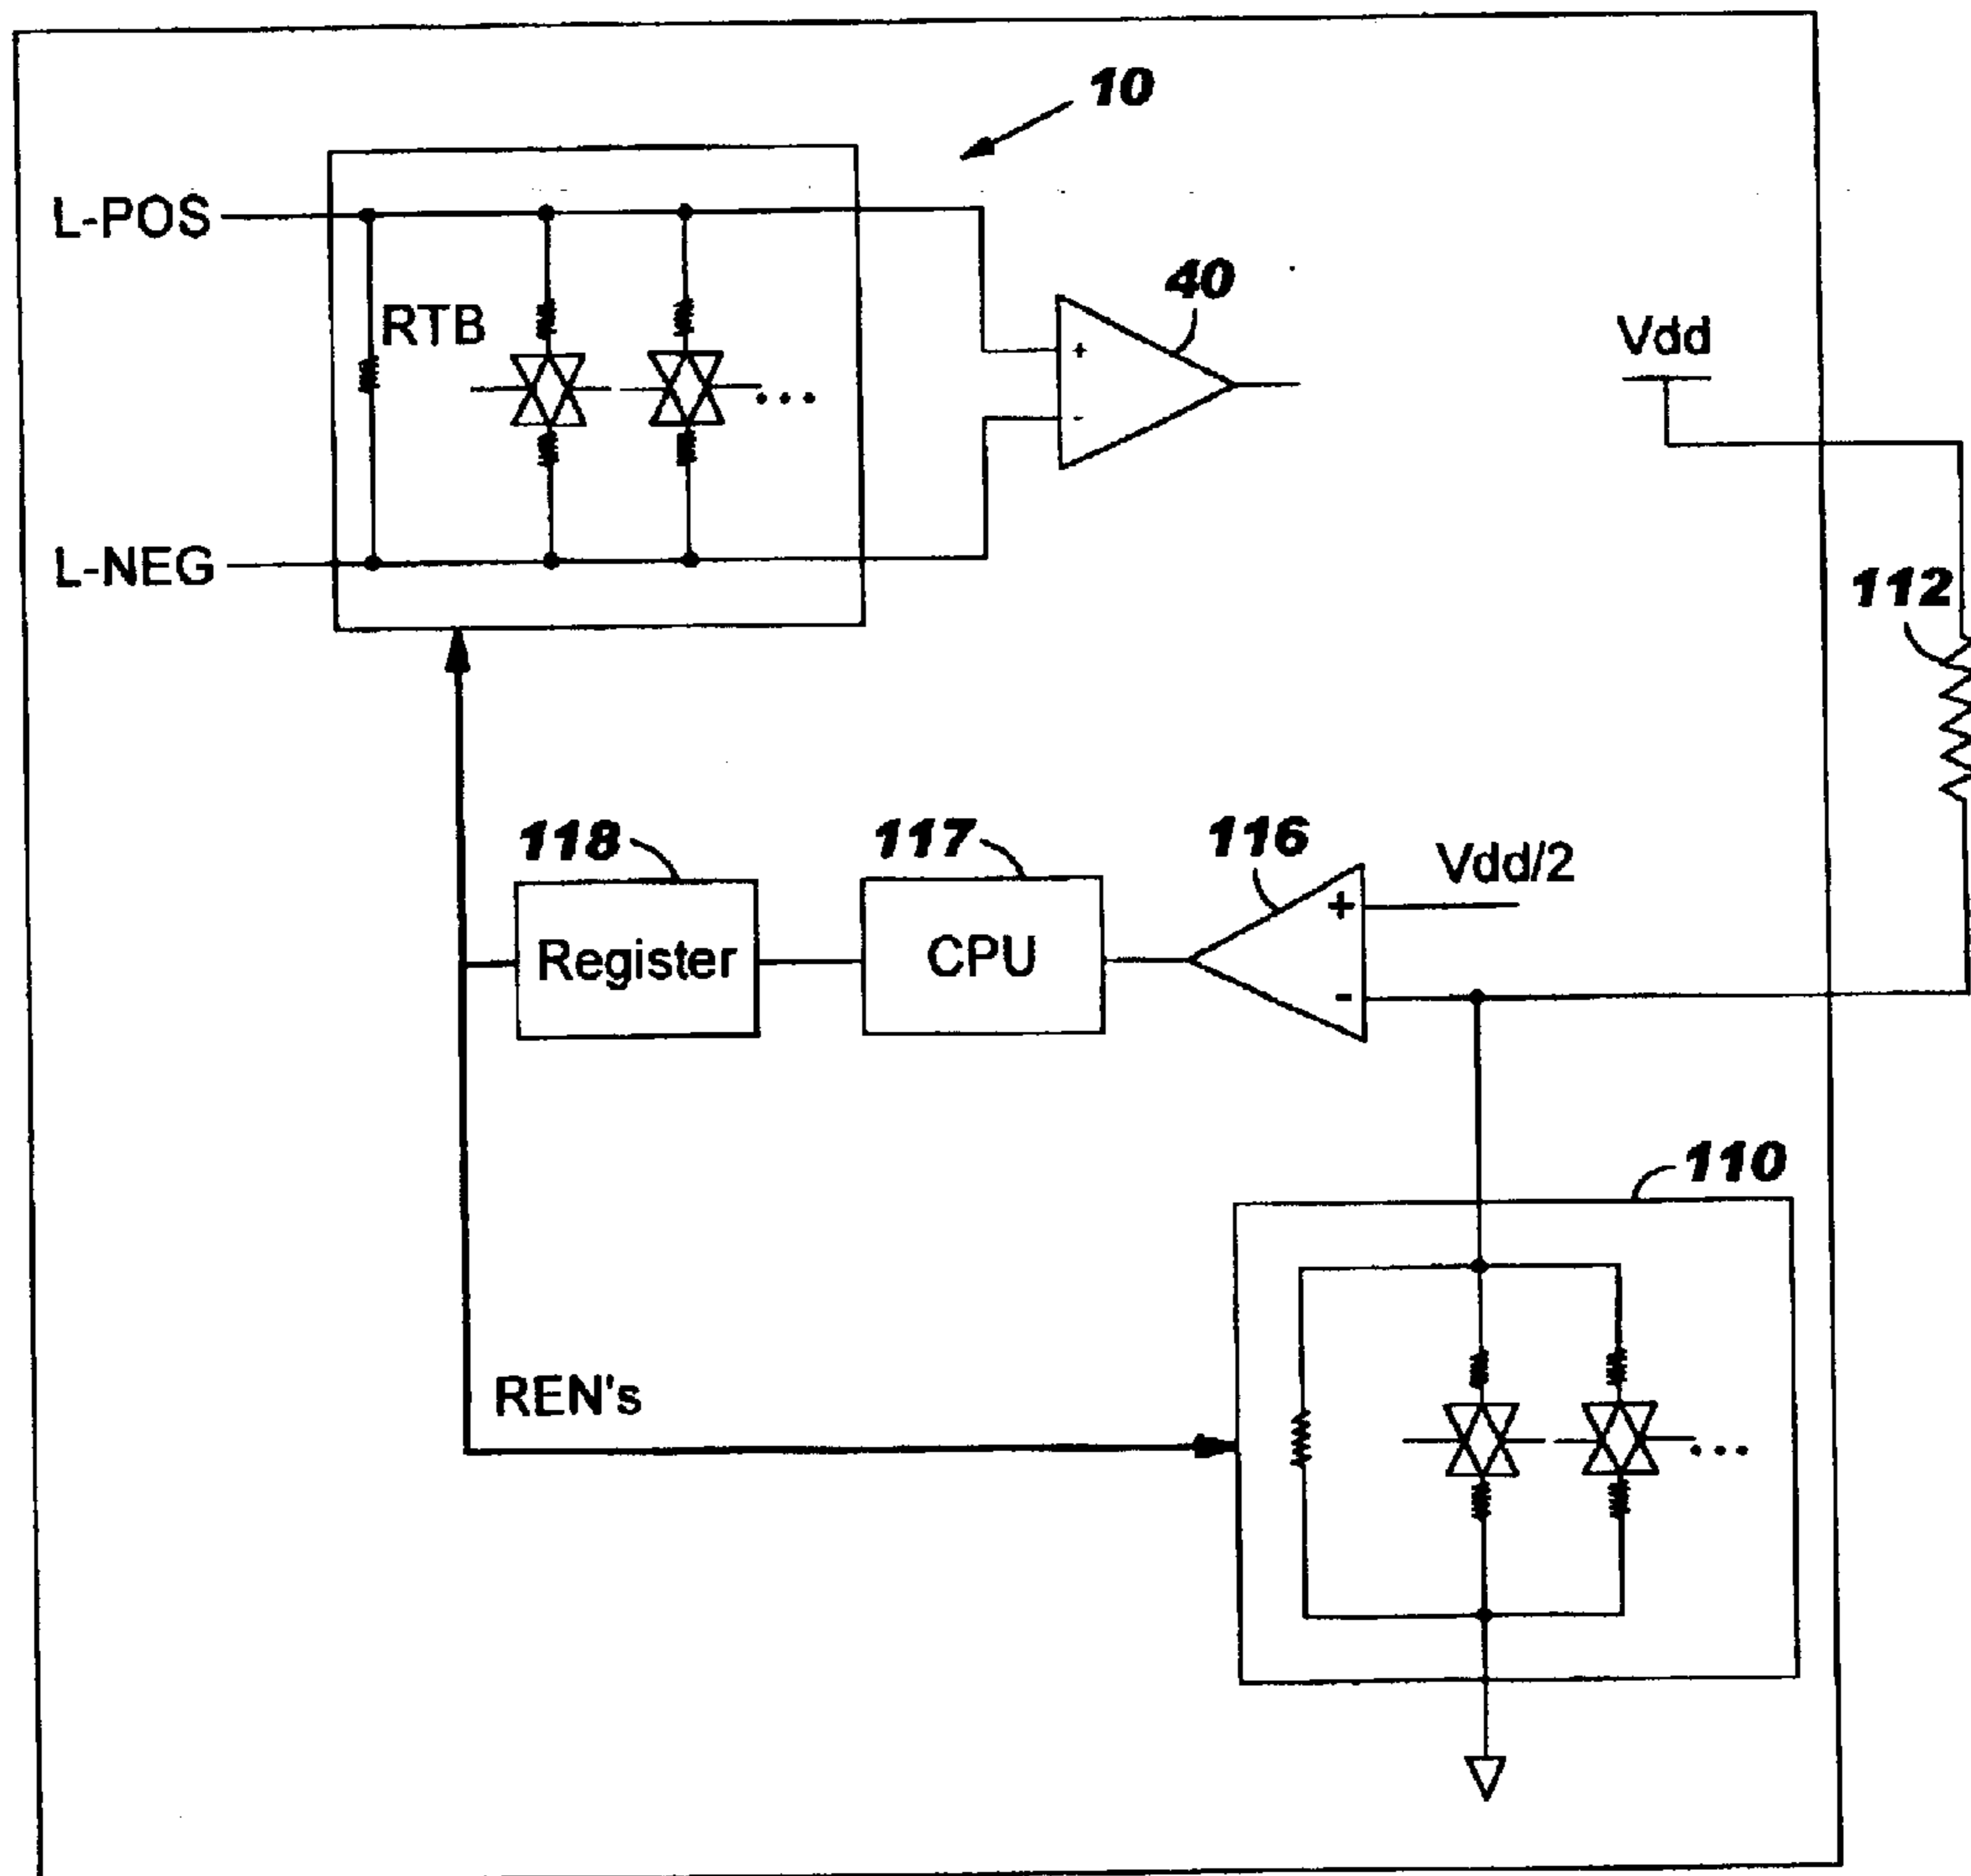 10
L-POS
40
RTB
+
Vdd
-
...
L-NEG
112
118
117
116
Vdd/2
+
Register
CPU
-
110
REN's
...